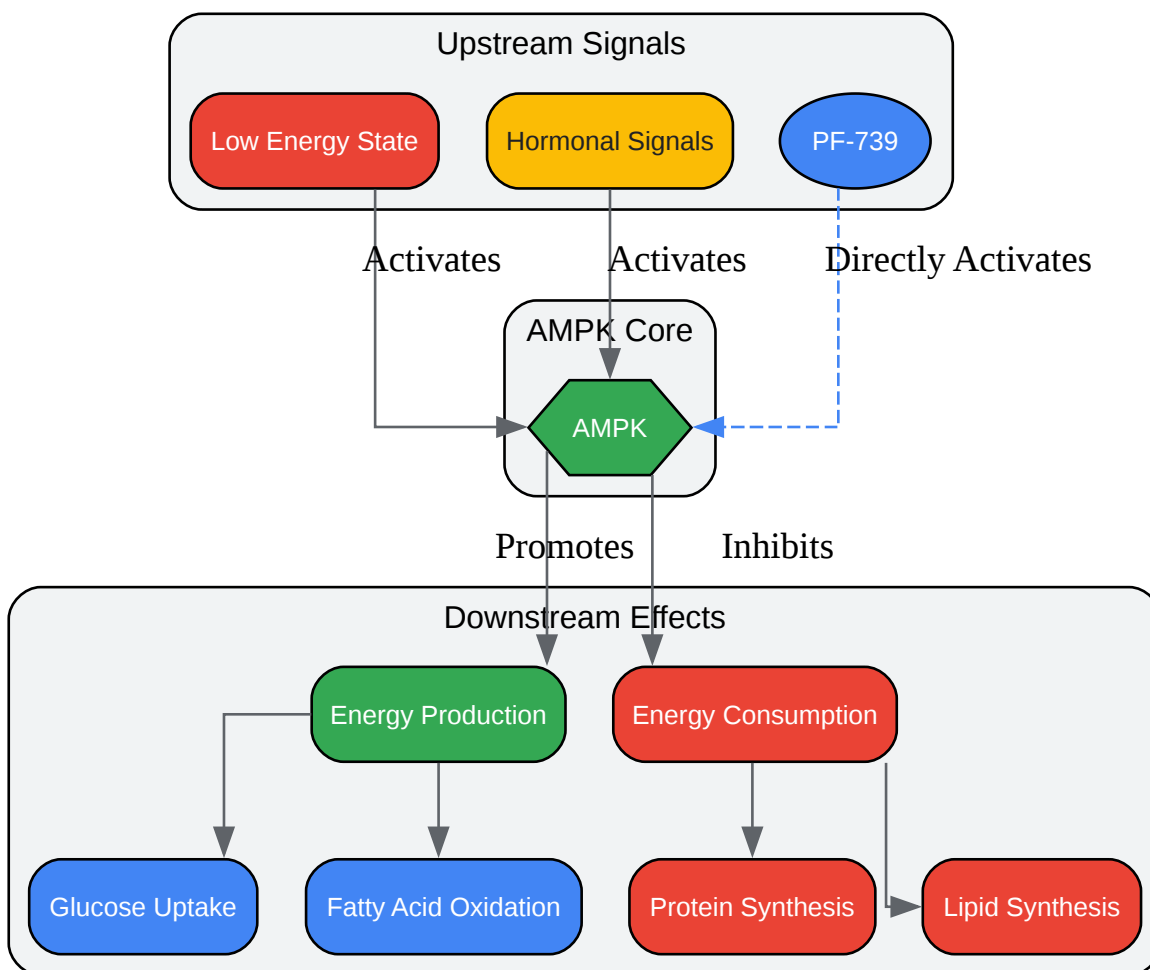 Upstream Signals
Low Energy State
Hormonal Signals
PF-739
Activates
Activates
Directly Activates
AMPK Core
AMPK
Promotes
Inhibits
Downstream Effects
Energy Production
Energy Consumption
Glucose Uptake
Fatty Acid Oxidation
Protein Synthesis
Lipid Synthesis